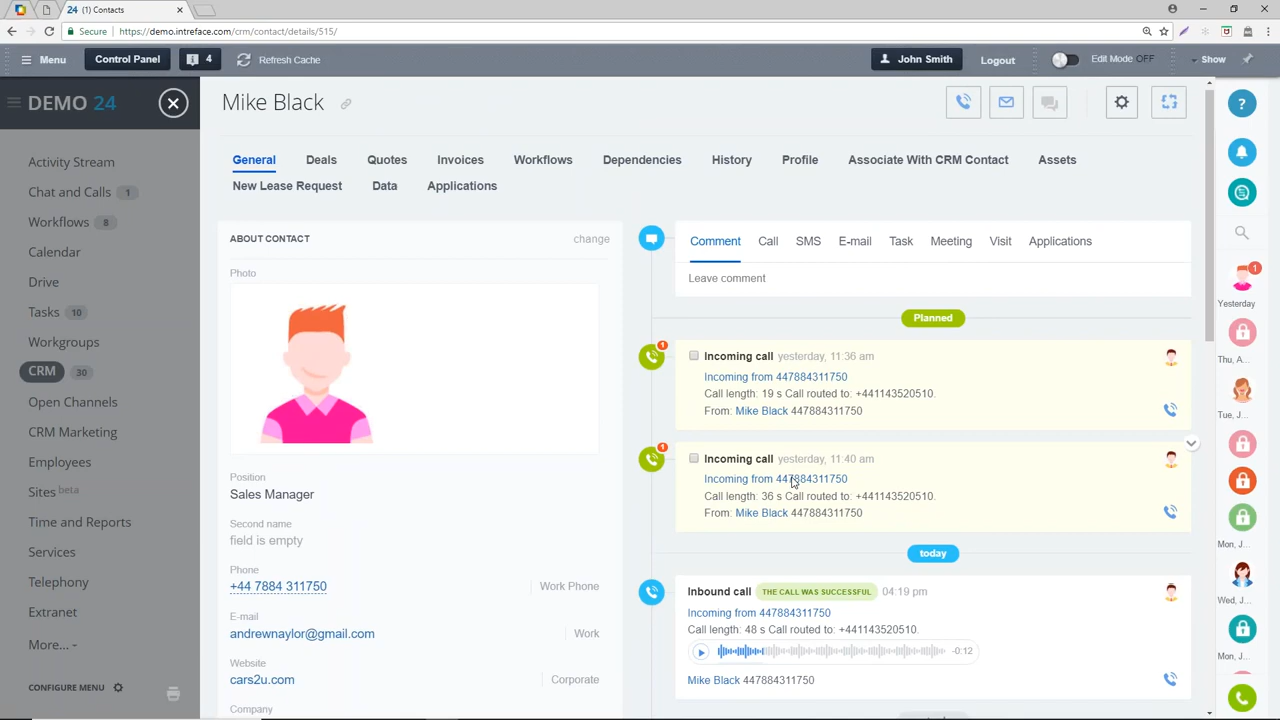 24 (1) Contacts
Secure https://demo.intreface.com/crm/contact/details/515/
Menu Control Panel 4 Refresh Cache John Smith Logout Edit Mode OFF Show
DEMO 24
Mike Black
Activity Stream
Chat and Calls 1
Workflows 8
Calendar
Drive
Tasks 10
Workgroups
CRM 30
Open Channels
CRM Marketing
Employees
Sites beta
Time and Reports
Services
Telephony
Extranet
More...
CONFIGURE MENU
General Deals Quotes Invoices Workflows Dependencies History Profile Associate With CRM Contact Assets
New Lease Request Data Applications
ABOUT CONTACT change
Photo
Position
Sales Manager
Second name
field is empty
Phone
+44 7884 311750 Work Phone
E-mail
andrewnaylor@gmail.com Work
Website
cars2u.com Corporate
Company
Comment Call SMS E-mail Task Meeting Visit Applications
Leave comment
Planned
1
Incoming call yesterday, 11:36 am
Incoming from 447884311750
Call length: 19 s Call routed to: +441143520510.
From: Mike Black 447884311750
1
Incoming call yesterday, 11:40 am
Incoming from 447884311750
Call length: 36 s Call routed to: +441143520510.
From: Mike Black 447884311750
today
Inbound call THE CALL WAS SUCCESSFUL 04:19 pm
Incoming from 447884311750
Call length: 48 s Call routed to: +441143520510.
-0:12
Mike Black 447884311750
?
1
Yesterday
Thu, A...
Tue, J...
Mon, J...
Wed, J...
Mon, J...